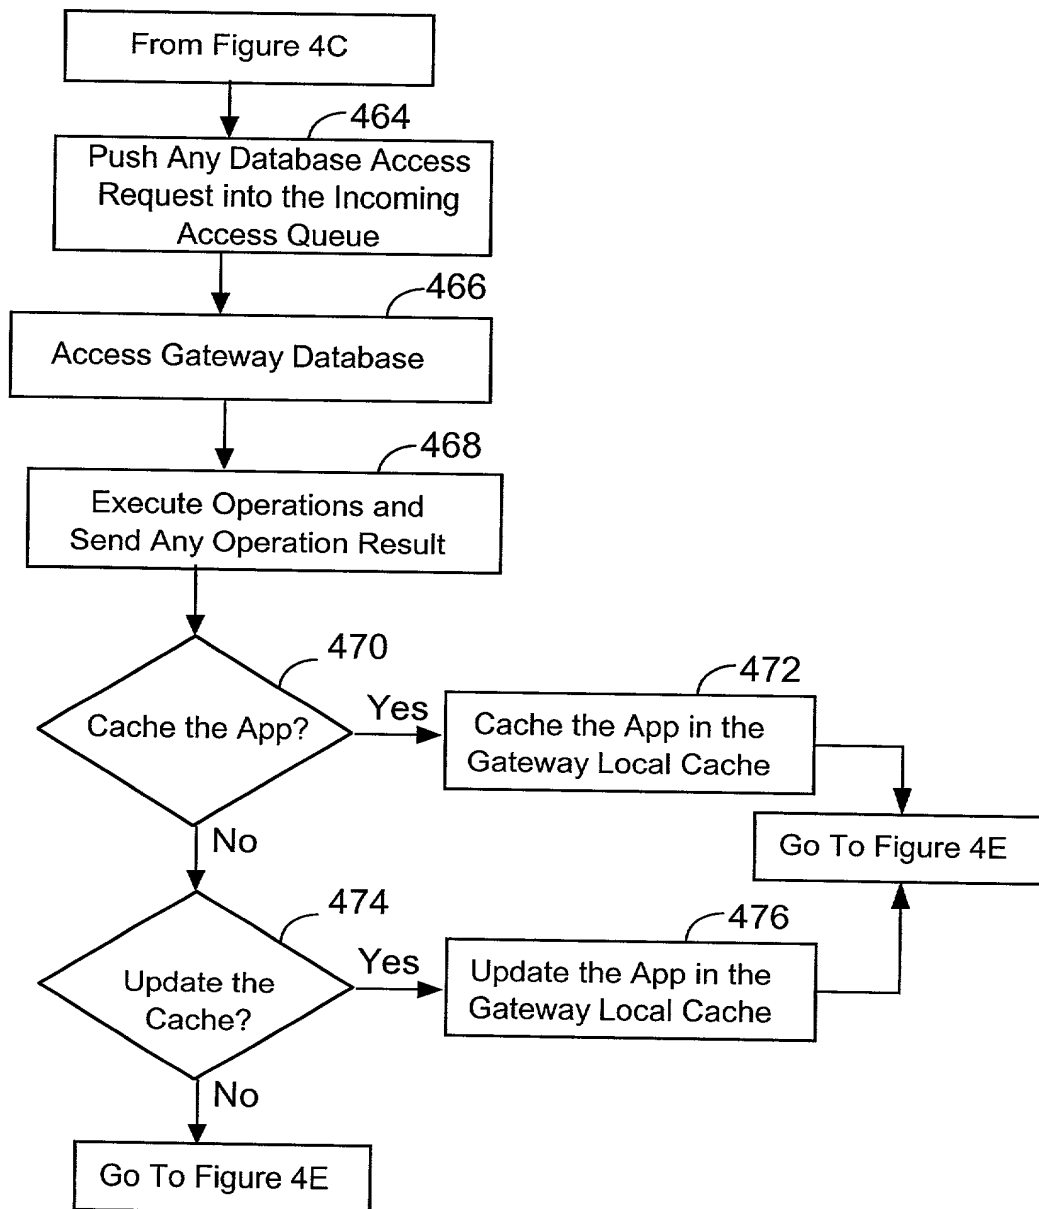 From Figure 4C
464
Push Any Database Access
Request into the Incoming
Access Queue
466
Access Gateway Database
468
Execute Operations and
Send Any Operation Result
470
Cache the App?
Yes
472
Cache the App in the
Gateway Local Cache
Go To Figure 4E
No
474
Update the
Cache?
Yes
476
Update the App in the
Gateway Local Cache
No
Go To Figure 4E